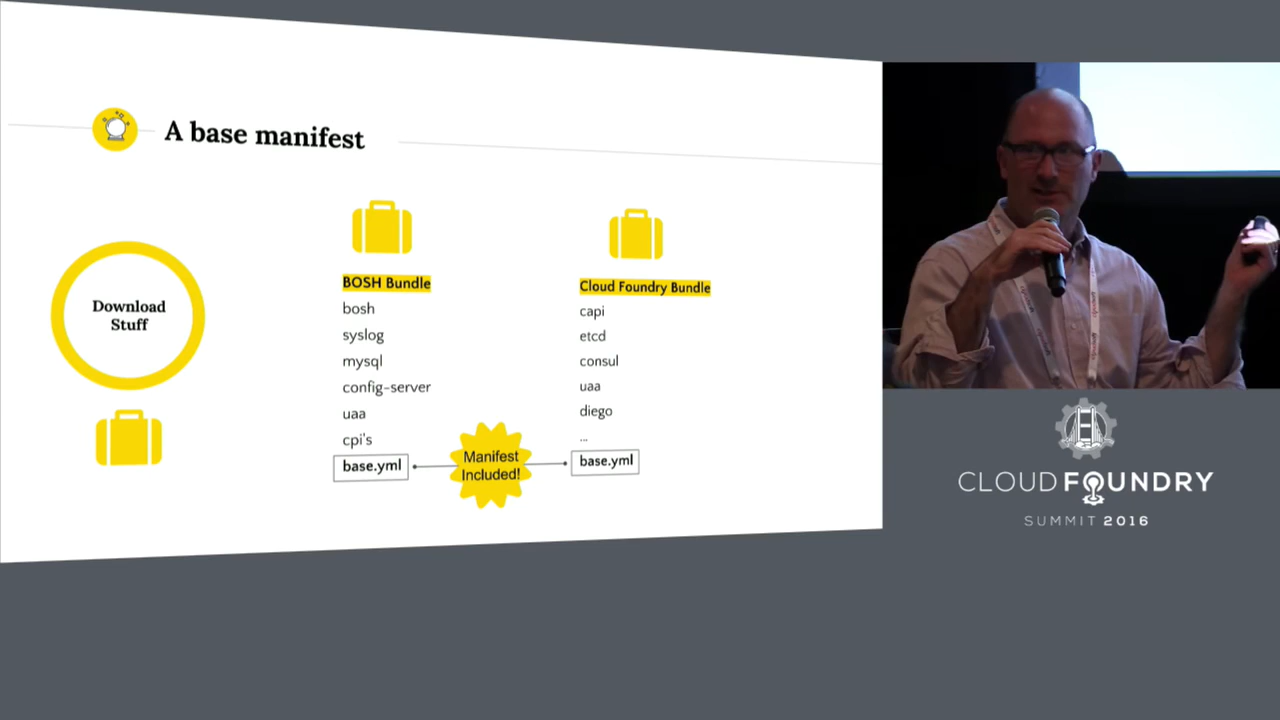 A base manifest
Download
Stuff
BOSH Bundle
bosh
syslog
mysql
config-server
uaa
cpi's
base.yml
Manifest
Included!
Cloud Foundry Bundle
capi
etcd
consul
uaa
diego
...
base.yml
CLOUD FOUNDRY
SUMMIT 2016